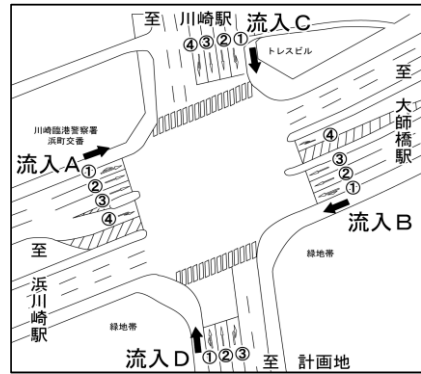 至 川崎駅 流入C
④③②①
トレスビル
至 大師橋駅
川崎臨港警察署
浜町交番
流入A
①
②
③
④
④
③
②
①
流入B
至 浜川崎駅
緑地帯
緑地帯
流入D
①②③
至 計画地